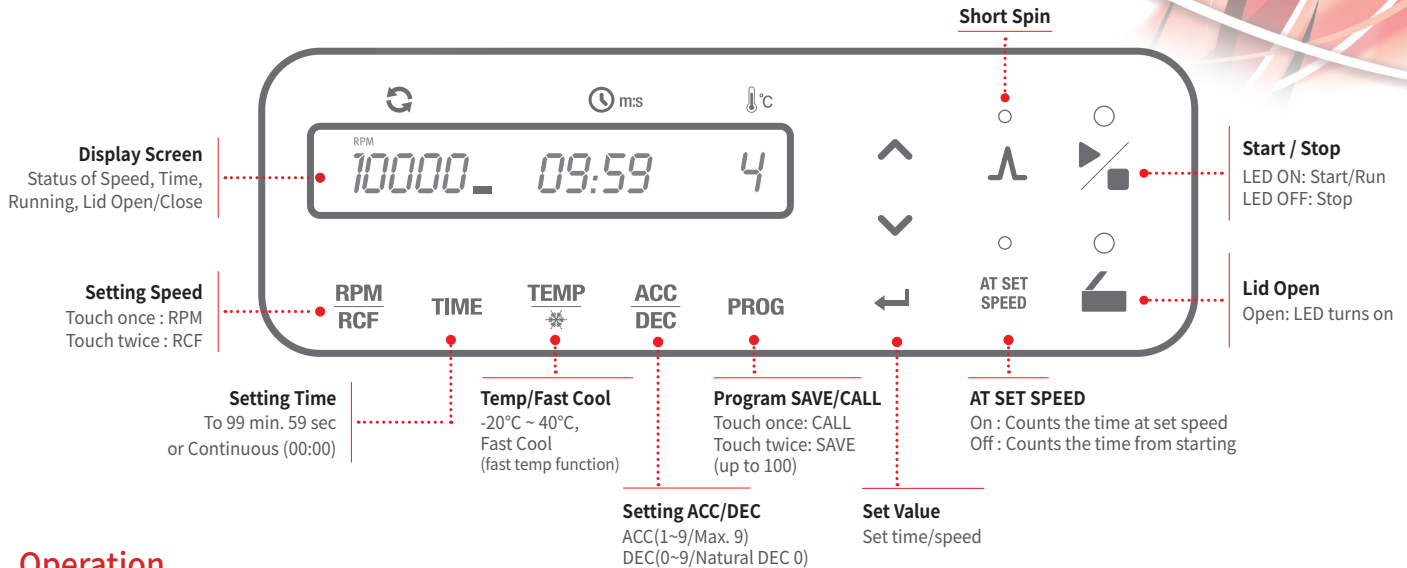 Short Spin
m:s
°C
RPM
10000
09:59
4
Display Screen
Status of Speed, Time,
Running, Lid Open/Close
Start / Stop
LED ON: Start/Run
LED OFF: Stop
Setting Speed
Touch once : RPM
Touch twice : RCF
RPM
RCF
TIME
TEMP
ACC
DEC
PROG
AT SET
SPEED
Lid Open
Open: LED turns on
Setting Time
To 99 min. 59 sec
or Continuous (00:00)
Temp/Fast Cool
-20°C ~ 40°C,
Fast Cool
(fast temp function)
Program SAVE/CALL
Touch once: CALL
Touch twice: SAVE
(up to 100)
AT SET SPEED
On : Counts the time at set speed
Off : Counts the time from starting
Setting ACC/DEC
ACC(1~9/Max. 9)
DEC(0~9/Natural DEC 0)
Set Value
Set time/speed
Operation